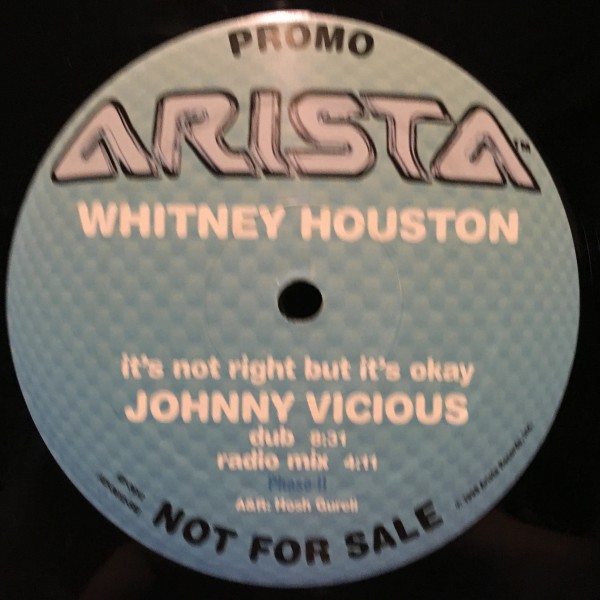 PROMO
ARISTA™
WHITNEY HOUSTON
it's not right but it's okay
JOHNNY VICIOUS
dub 8:31
radio mix 4:11
Phase II
A&R: Hosh Gureli
NOT FOR SALE